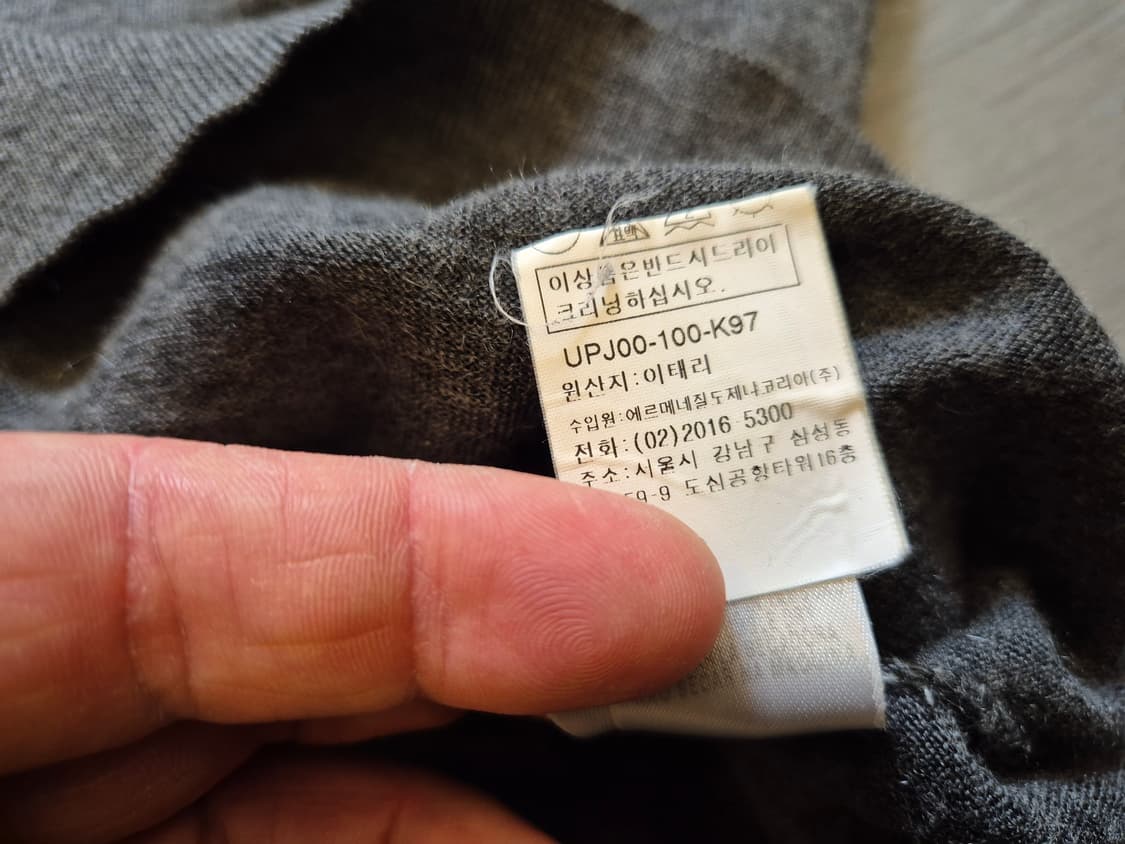 표백
이상품은반드시드라이
크리닝하십시오.
UPJ00-100-K97
원산지:이태리
수입원:에르메네질도제냐코리아(주)
전화:(02)2016 5300
주소:서울시 강남구 삼성동
59-9 도심공항타워16층